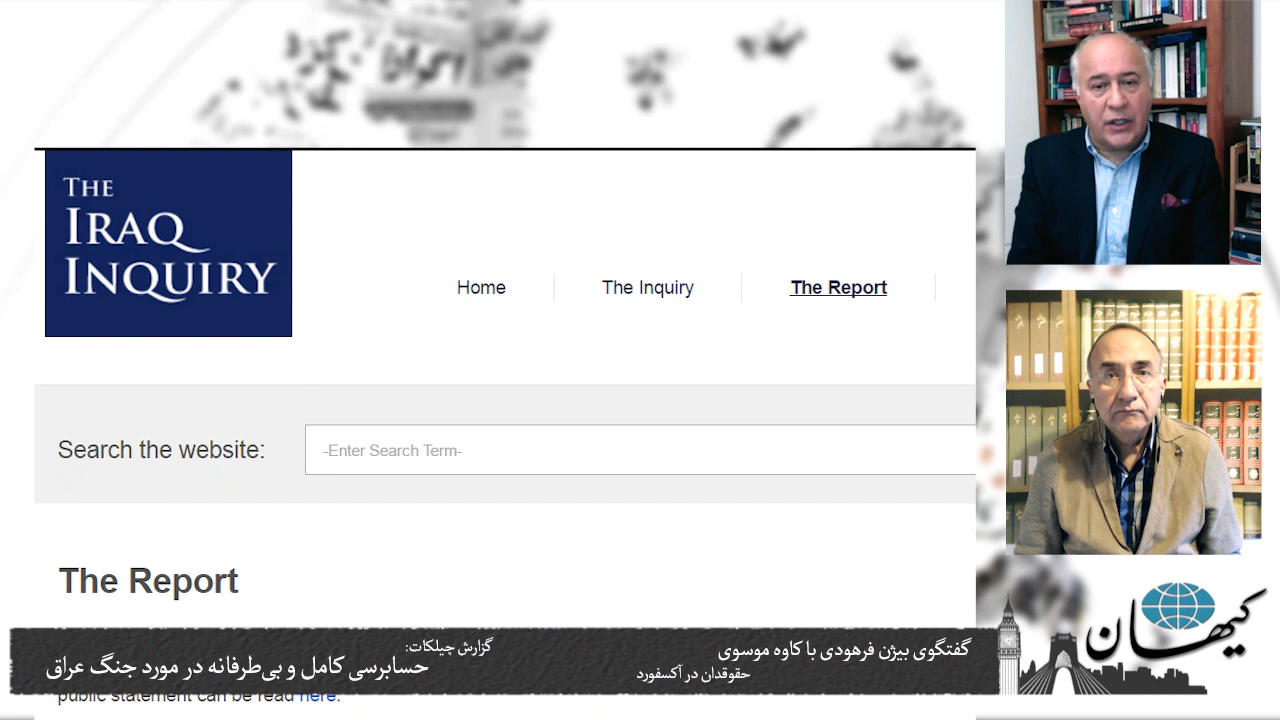 THE
IRAQ
INQUIRY
Home
The Inquiry
The Report
Search the website:
-Enter Search Term-
The Report
گفتگوی بیژن فرهودی با کاوه موسوی
حقوقدان در آکسفورد
گزارش چیلکات:
حسابرسی کامل و بی‌طرفانه در مورد جنگ عراق
public statement can be read here.
کیهان